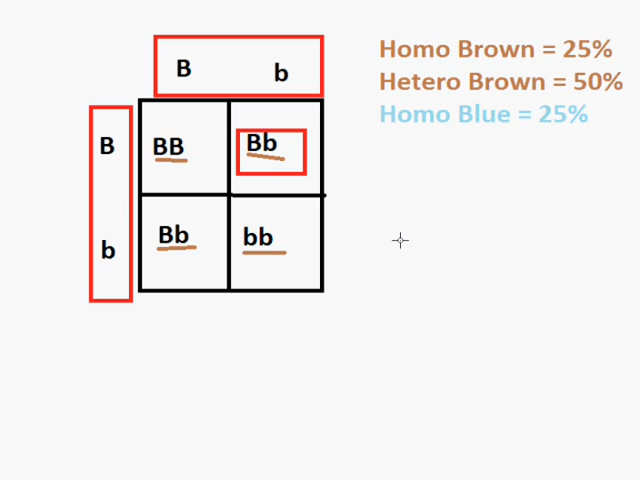 B b
B BB Bb
b Bb bb
Homo Brown = 25%
Hetero Brown = 50%
Homo Blue = 25%